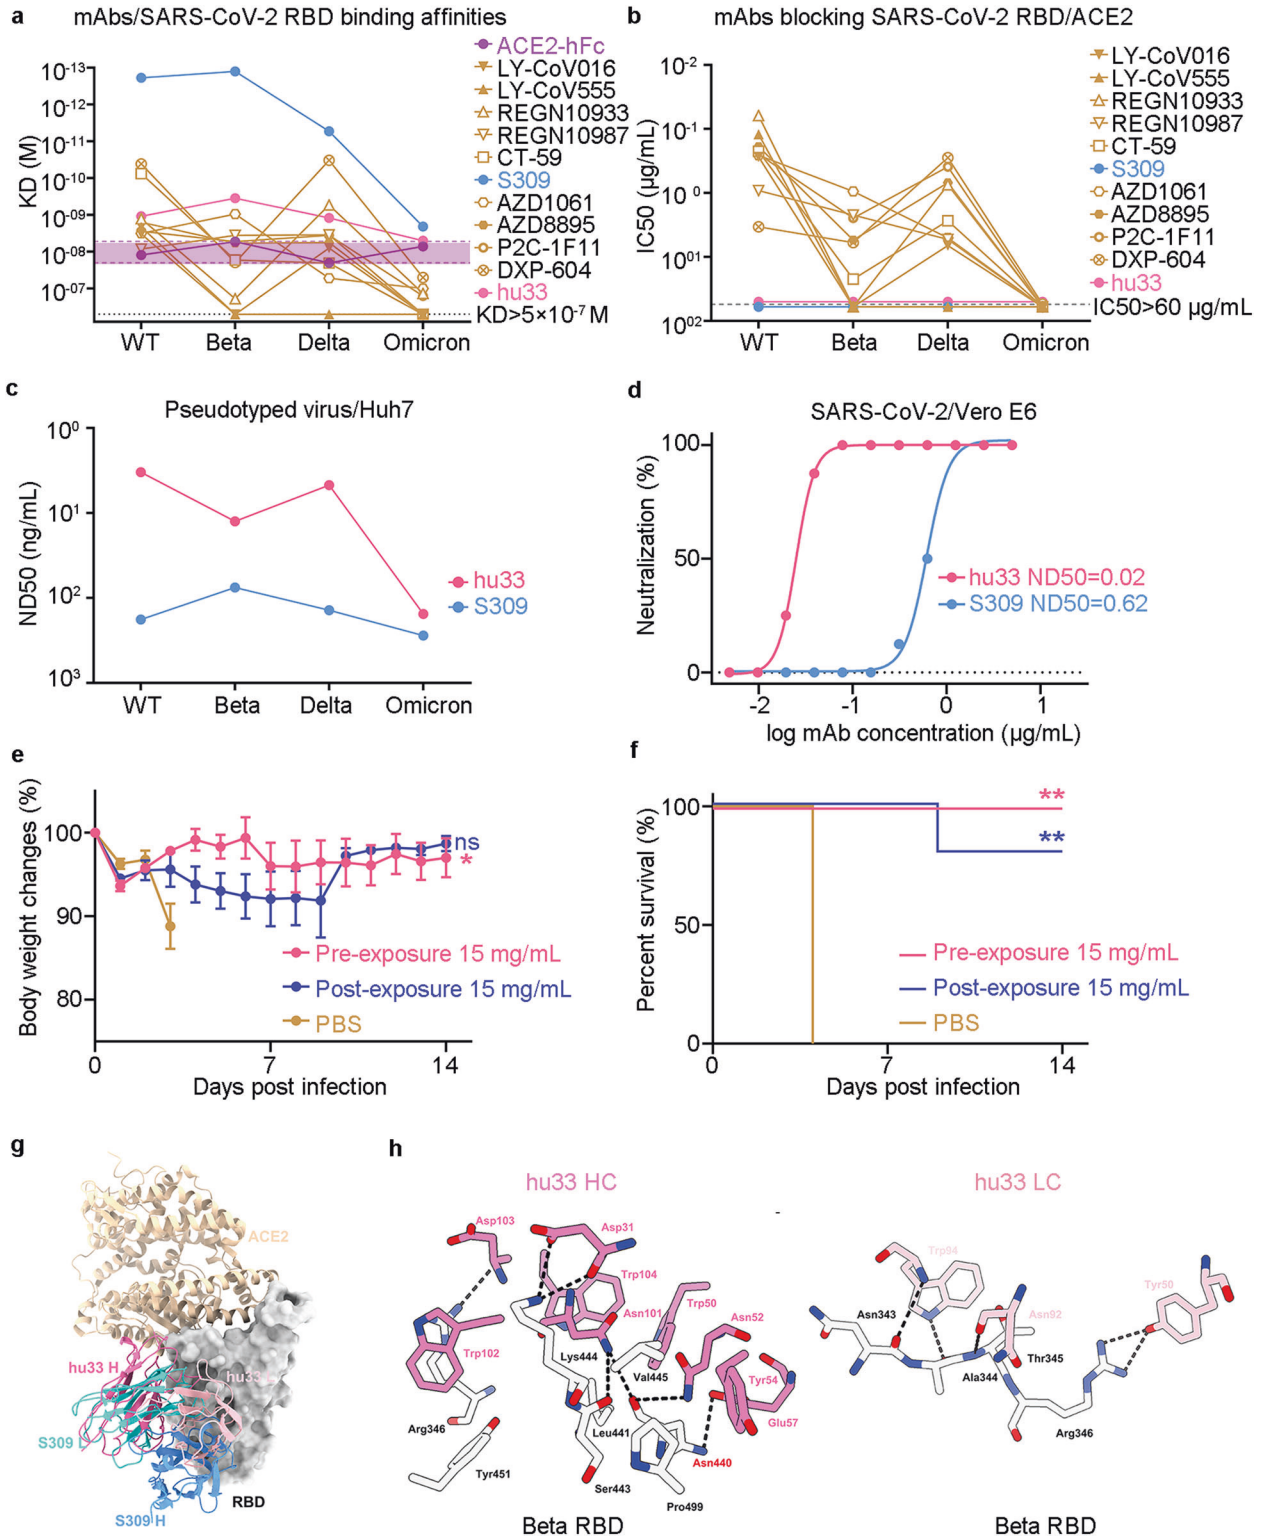 a
mAbs/SARS-CoV-2 RBD binding affinities
KD (M)
10-13
10-12
10-11
10-10
10-09
10-08
10-07
WT
Beta
Delta
Omicron
ACE2-hFc
LY-CoV016
LY-CoV555
REGN10933
REGN10987
CT-59
S309
AZD1061
AZD8895
P2C-1F11
DXP-604
hu33
KD>5×10-7 M
b
mAbs blocking SARS-CoV-2 RBD/ACE2
IC50 (µg/mL)
10-2
10-1
10 0
1001
1002
WT
Beta
Delta
Omicron
LY-CoV016
LY-CoV555
REGN10933
REGN10987
CT-59
S309
AZD1061
AZD8895
P2C-1F11
DXP-604
hu33
IC50>60 µg/mL
c
Pseudotyped virus/Huh7
ND50 (ng/mL)
100
101
102
103
WT
Beta
Delta
Omicron
hu33
S309
d
SARS-CoV-2/Vero E6
Neutralization (%)
100
50
0
-2
-1
0
1
log mAb concentration (µg/mL)
hu33 ND50=0.02
S309 ND50=0.62
e
Body weight changes (%)
100
90
80
0
7
14
Days post infection
ns
*
Pre-exposure 15 mg/mL
Post-exposure 15 mg/mL
PBS
f
Percent survival (%)
100
50
0
0
7
14
Days post infection
**
**
Pre-exposure 15 mg/mL
Post-exposure 15 mg/mL
PBS
g
ACE2
hu33 H
hu33 L
S309 L
RBD
S309 H
h
hu33 HC
Asp103
Asp31
Trp104
Trp50
Asn101
Asn52
Trp102
Lys444
Val445
Tyr54
Glu57
Arg346
Leu441
Asn440
Tyr451
Ser443
Pro499
Beta RBD
hu33 LC
Trp94
Tyr50
Asn343
Asn92
Thr345
Ala344
Arg346
Beta RBD